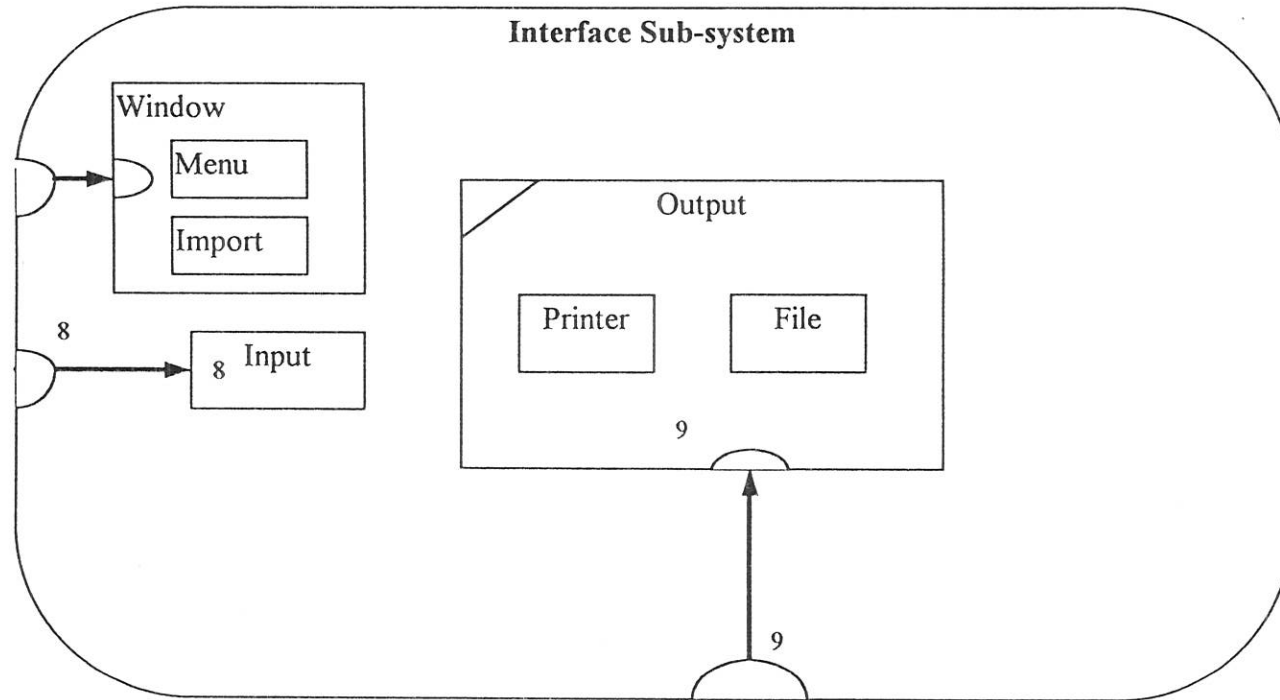 Interface Sub-system
Window
Menu
Import
Output
Printer
File
8
8 Input
9
9